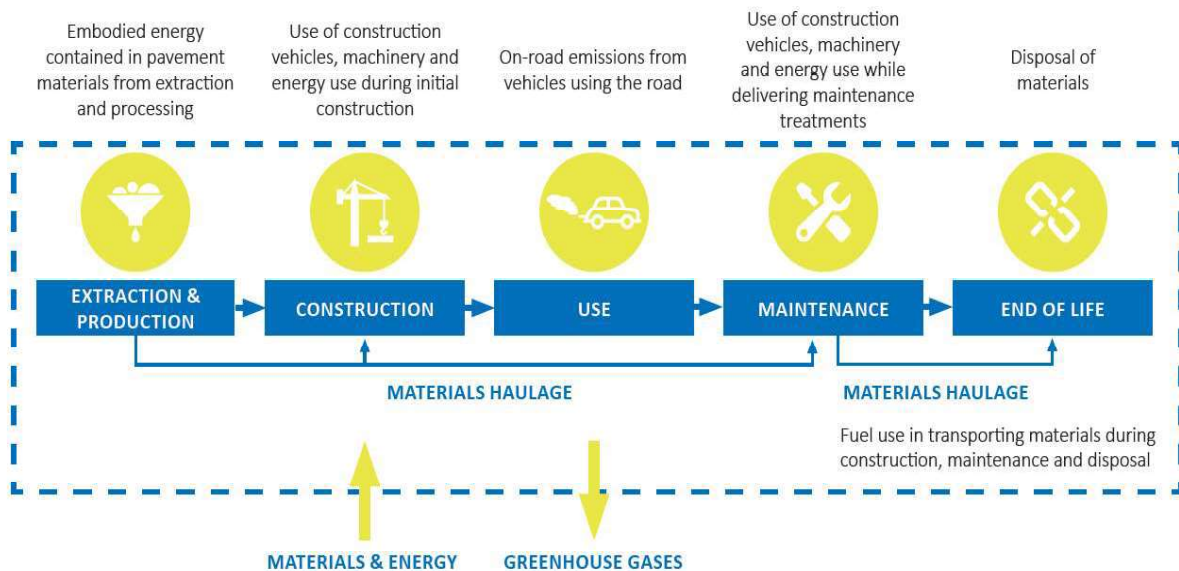 Embodied energy
contained in pavement
materials from extraction
and processing
Use of construction
vehicles, machinery and
energy use during initial
construction
On-road emissions from
vehicles using the road
Use of construction
vehicles, machinery
and energy use while
delivering maintenance
treatments
Disposal of
materials
EXTRACTION &
PRODUCTION
CONSTRUCTION
USE
MAINTENANCE
END OF LIFE
MATERIALS HAULAGE
MATERIALS HAULAGE
Fuel use in transporting materials during
construction, maintenance and disposal
MATERIALS & ENERGY
GREENHOUSE GASES